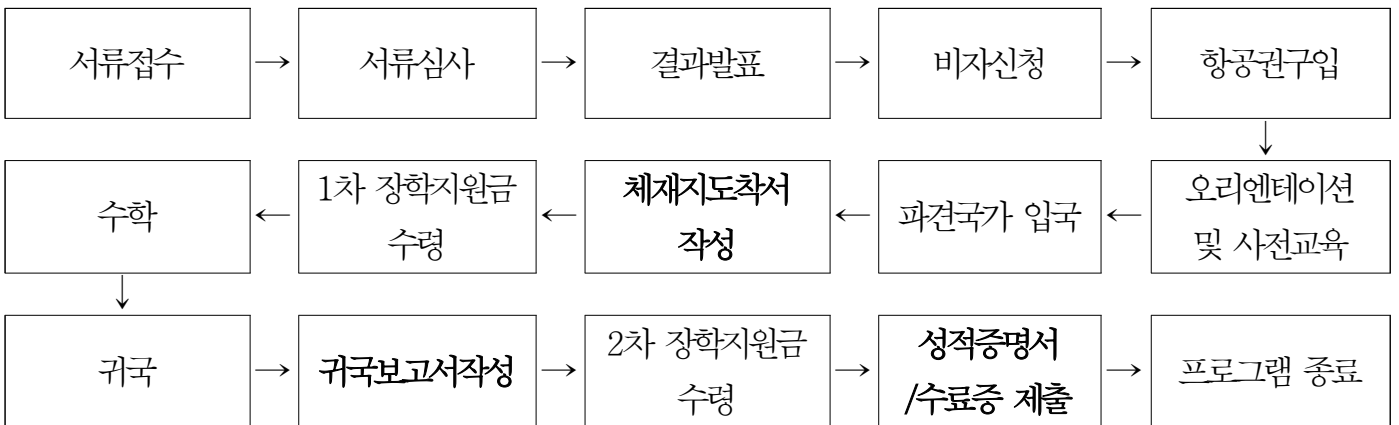 서류접수 → 서류심사 → 결과발표 → 비자신청 → 항공권구입
↓
오리엔테이션
및 사전교육
→ 파견국가 입국
→ 체재지도착서
작성
→ 1차 장학지원금
수령
→ 수학
↓
귀국 → 귀국보고서작성 → 2차 장학지원금
수령
→ 성적증명서
/수료증 제출
→ 프로그램 종료